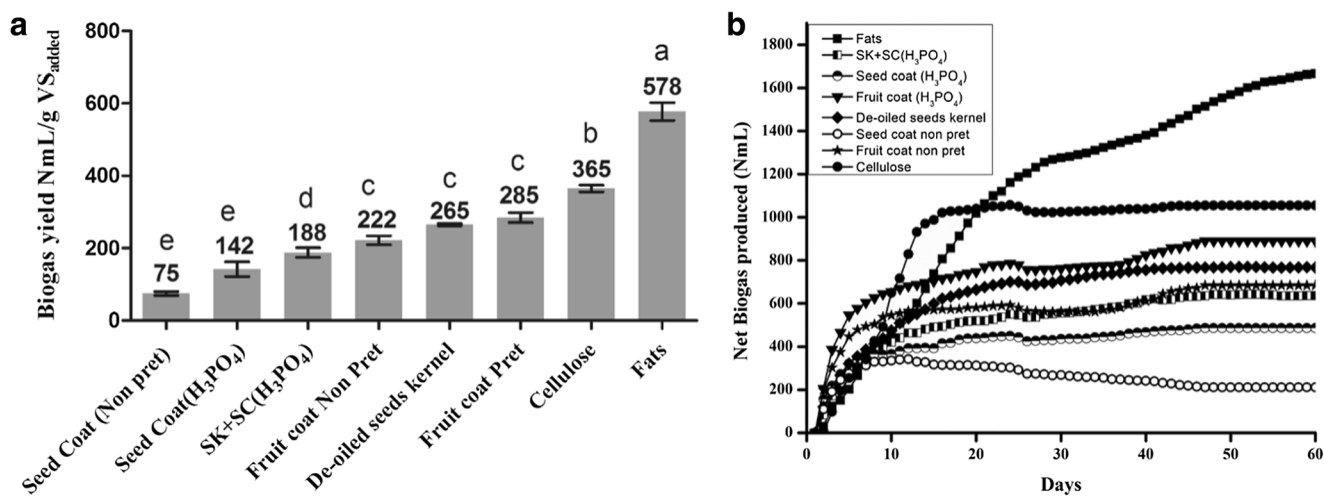 a
Biogas yield NmL/g VSadded
800
600
400
200
0
e
75
e
142
d
188
c
222
c
265
c
285
b
365
a
578
Seed Coat (Non pret)
Seed Coat(H3PO4)
SK+SC(H3PO4)
Fruit coat Non Pret
De-oiled seeds kernel
Fruit coat Pret
Cellulose
Fats
b
Net Biogas produced (NmL)
1800
1600
1400
1200
1000
800
600
400
200
0
Fats
SK+SC(H3PO4)
Seed coat (H3PO4)
Fruit coat (H3PO4)
De-oiled seeds kernel
Seed coat non pret
Fruit coat non pret
Cellulose
0 10 20 30 40 50 60
Days